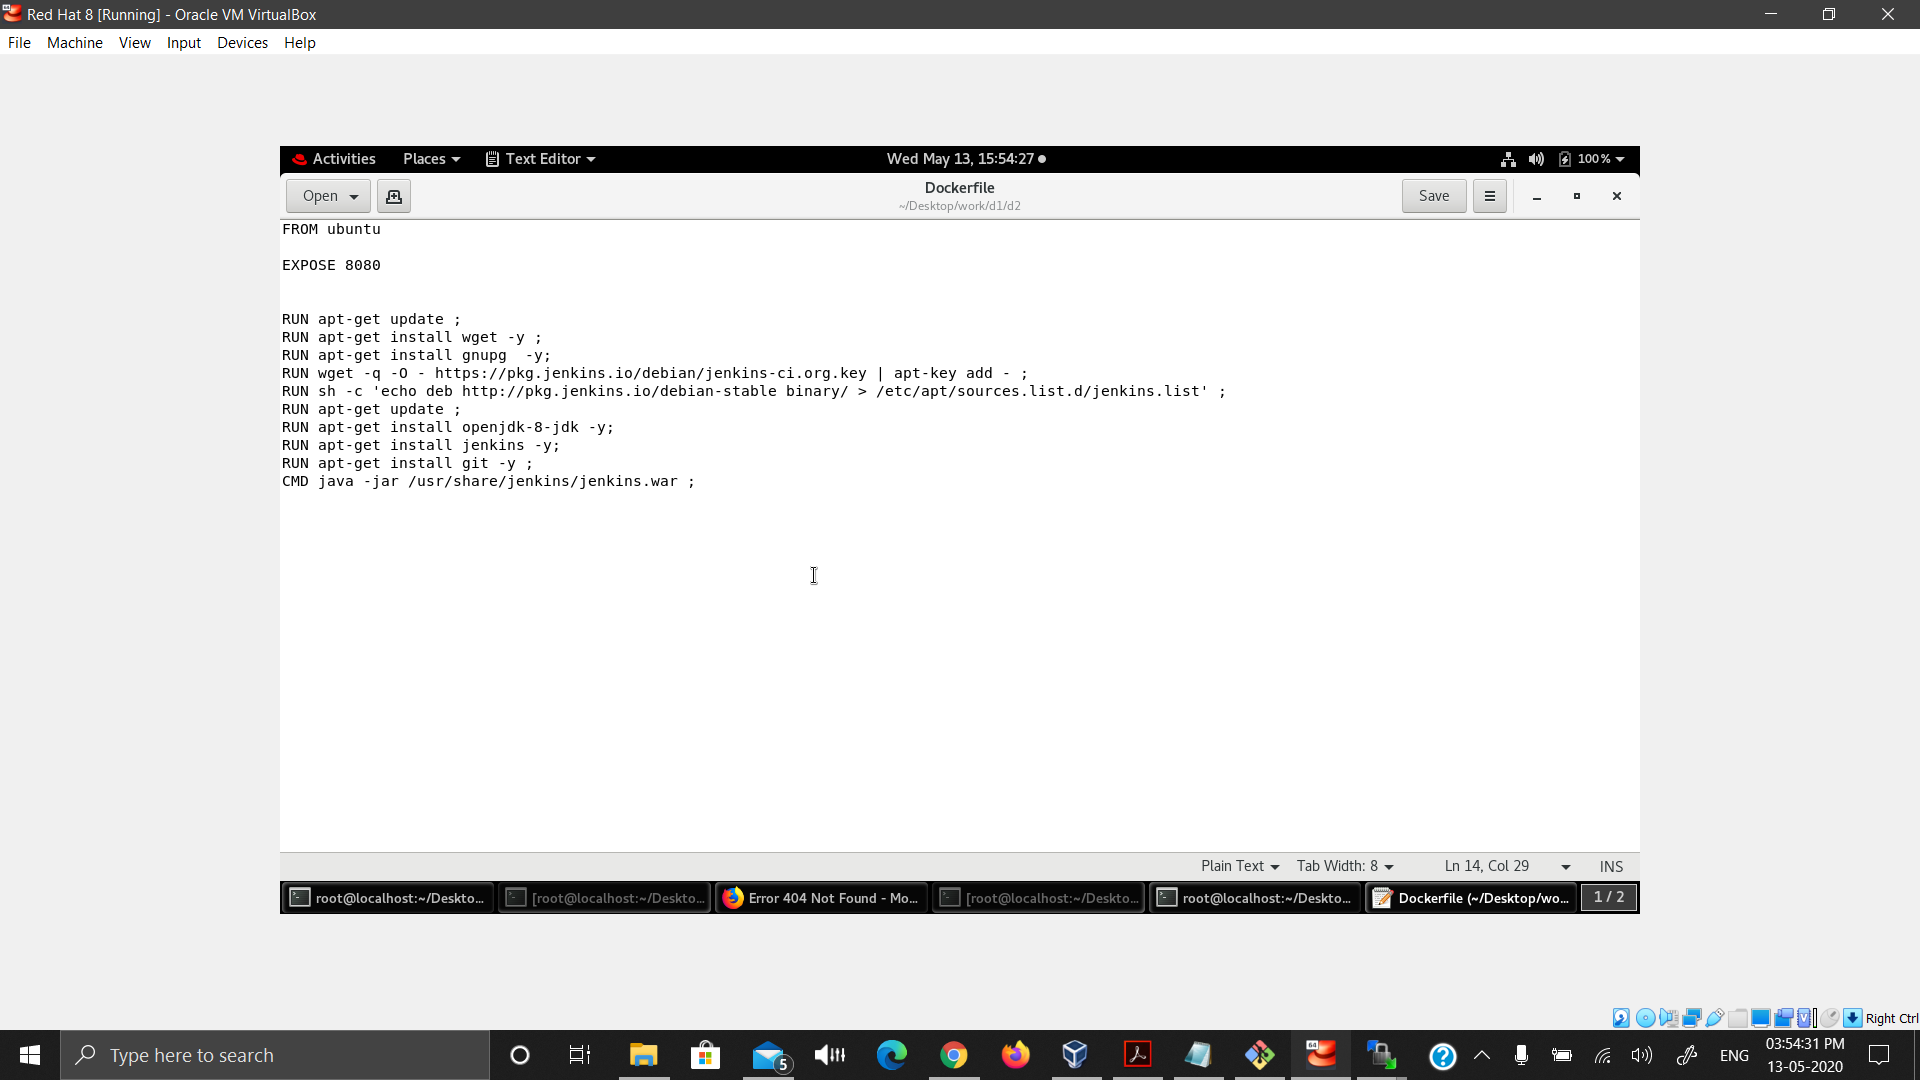 Red Hat 8 [Running] - Oracle VM VirtualBox
File Machine View Input Devices Help
Activities Places Text Editor Wed May 13, 15:54:27 100%
Open Dockerfile Save
~/Desktop/work/d1/d2
FROM ubuntu
EXPOSE 8080
RUN apt-get update ;
RUN apt-get install wget -y ;
RUN apt-get install gnupg  -y;
RUN wget -q -O - https://pkg.jenkins.io/debian/jenkins-ci.org.key | apt-key add - ;
RUN sh -c 'echo deb http://pkg.jenkins.io/debian-stable binary/ > /etc/apt/sources.list.d/jenkins.list' ;
RUN apt-get update ;
RUN apt-get install openjdk-8-jdk -y;
RUN apt-get install jenkins -y;
RUN apt-get install git -y ;
CMD java -jar /usr/share/jenkins/jenkins.war ;
Plain Text Tab Width: 8 Ln 14, Col 29 INS
root@localhost:~/Deskto... [root@localhost:~/Deskto... Error 404 Not Found - Mo... [root@localhost:~/Deskto... root@localhost:~/Deskto... Dockerfile (~/Desktop/wo... 1 / 2
Right Ctrl
Type here to search 5 64 ENG 03:54:31 PM
13-05-2020